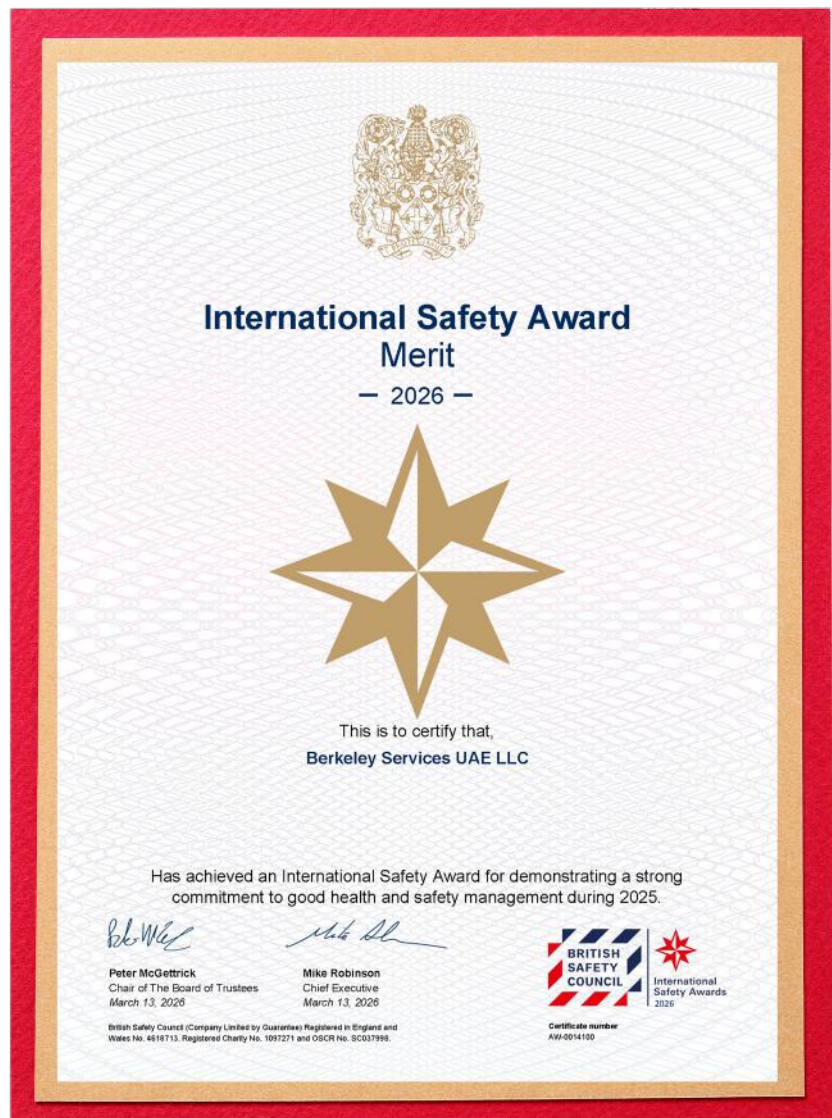 International Safety Award
Merit
— 2026 —
This is to certify that,
Berkeley Services UAE LLC
Has achieved an International Safety Award for demonstrating a strong
commitment to good health and safety management during 2025.
Peter McGettrick
Chair of The Board of Trustees
March 13, 2026
Mike Robinson
Chief Executive
March 13, 2026
British Safety Council (Company Limited by Guarantee) Registered in England and
Wales No. 4618713. Registered Charity No. 1097271 and OSCR No. SC037998.
BRITISH
SAFETY
COUNCIL
International
Safety Awards
2026
Certificate number
AW-0014100